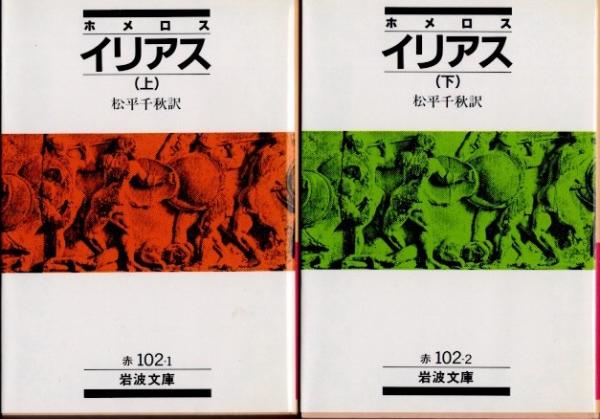 ホメロス
イリアス
(上)
松平千秋訳
赤 102-1
岩波文庫
ホメロス
イリアス
(下)
松平千秋訳
赤 102-2
岩波文庫